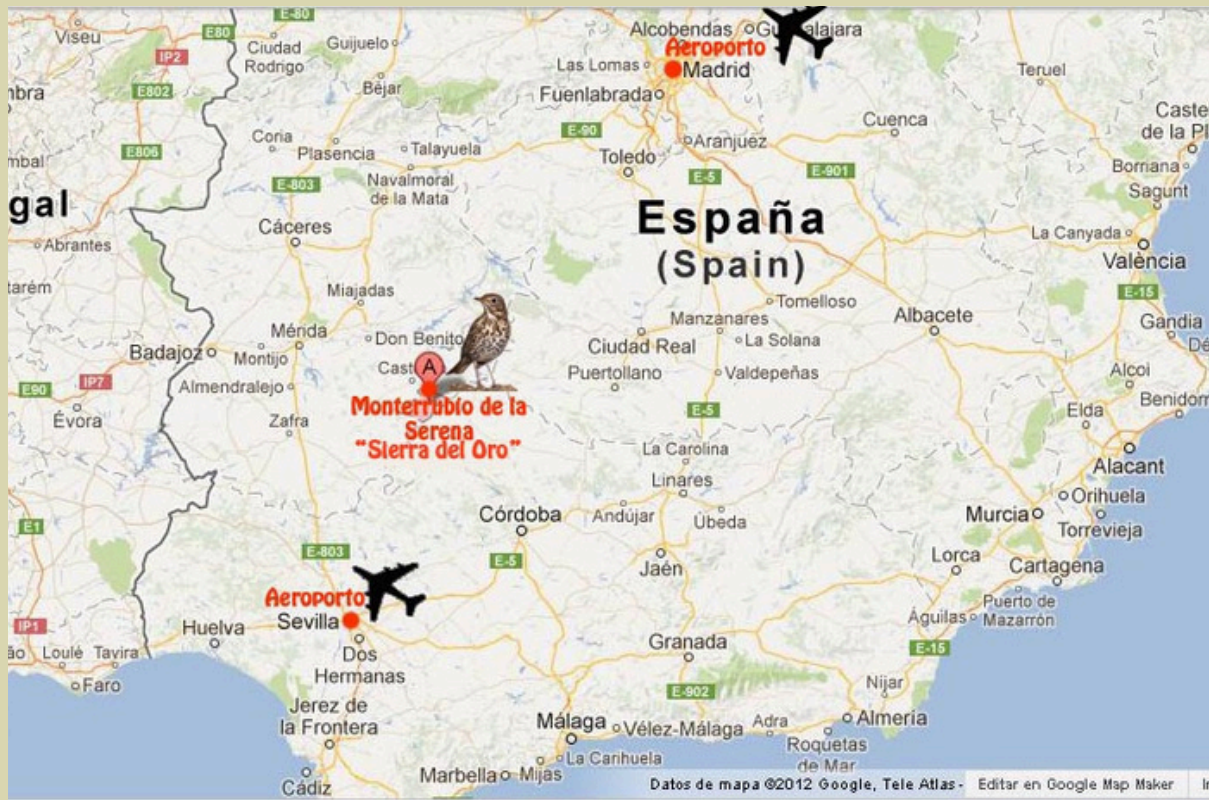 E-80
E80
Viseu
Ciudad
Rodrigo
Guijuelo
Alcobendas
Aeroporto
Madrid
IP2
Las Lomas
Teruel
E802
Béjar
Fuenlabrada
Cuenca
Coria
E-90
Aranjuez
E806
Plasencia
Talayuela
Toledo
E-901
Borriana
E-803
Navalmoral
de la Mata
E-5
Sagunt
gal
España
(Spain)
Cáceres
La Canyada
Abrantes
València
Miajadas
Tomelloso
E-15
Mérida
Don Benito
Manzanares
Albacete
Gandia
Badajoz
Montijo
Ciudad Real
La Solana
A
E90
IP7
Almendralejo
Puertollano
Valdepeñas
Alcoi
Évora
Monterrubio de la
Serena
"Sierra del Oro"
Zafra
E-5
Elda
Benidorm
La Carolina
Alacant
Linares
Orihuela
E1
Córdoba
Andújar
Úbeda
Murcia
Torrevieja
E-803
E-5
Jaén
Lorca
Cartagena
Aeroporto
Sevilla
Puerto de
Mazarrón
Águilas
IP1
Huelva
Granada
E-15
Loulé
Tavira
Dos
Hermanas
Faro
E-902
Nijar
Jerez de
la Frontera
Málaga
Vélez-Málaga
Adra
Almería
Roquetas
de Mar
La Carihuela
Cádiz
Marbella
Mijas
Datos de mapa ©2012 Google, Tele Atlas -
Editar en Google Map Maker